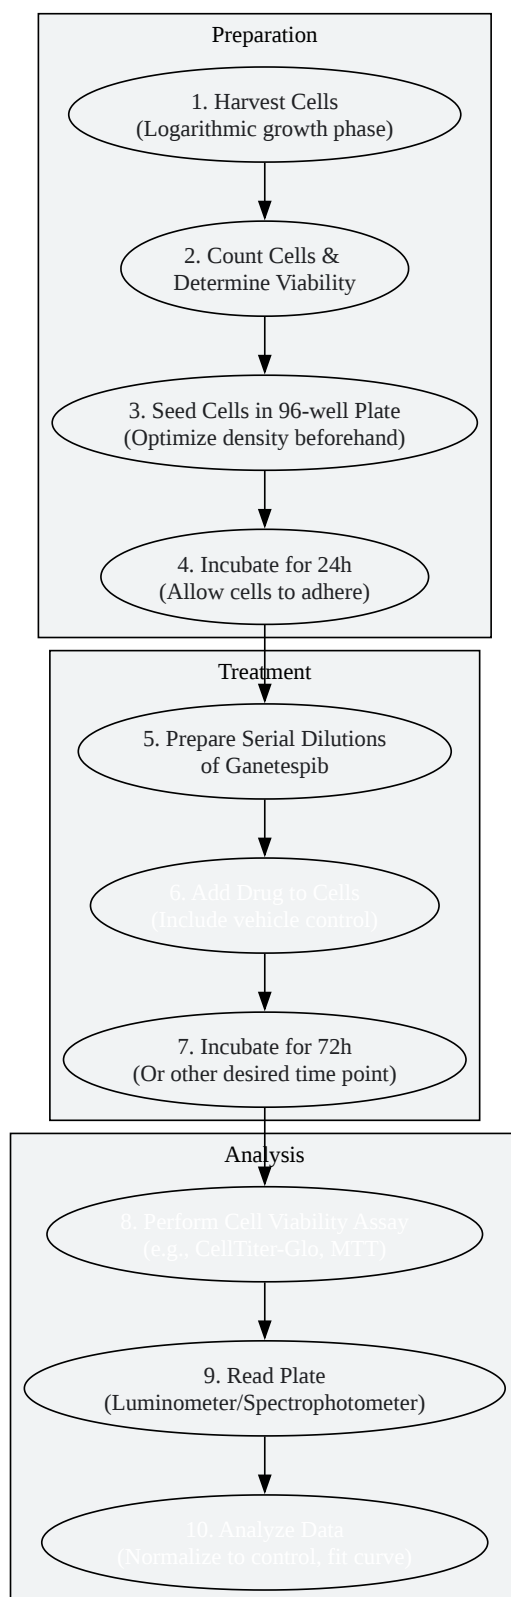 Preparation
1. Harvest Cells
(Logarithmic growth phase)
2. Count Cells &
Determine Viability
3. Seed Cells in 96-well Plate
(Optimize density beforehand)
4. Incubate for 24h
(Allow cells to adhere)
Treatment
5. Prepare Serial Dilutions
of Ganetespib
6. Add Drug to Cells
(Include vehicle control)
7. Incubate for 72h
(Or other desired time point)
Analysis
8. Perform Cell Viability Assay
(e.g., CellTiter-Glo, MTT)
9. Read Plate
(Luminometer/Spectrophotometer)
10. Analyze Data
(Normalize to control, fit curve)